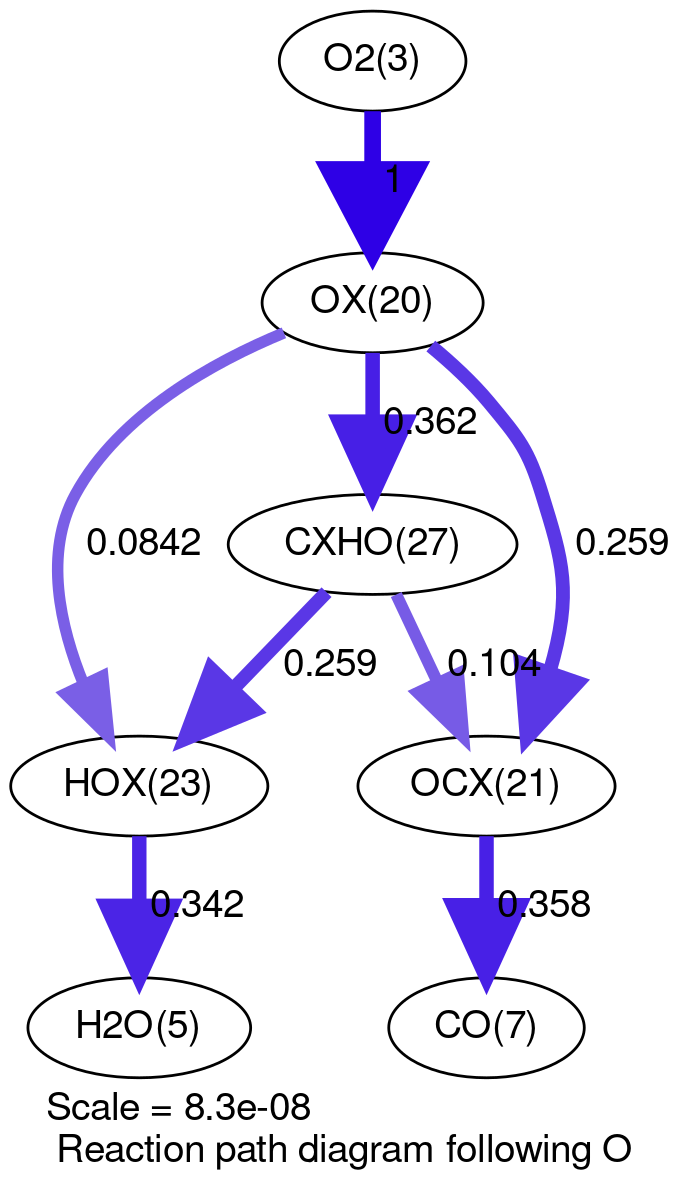 O2(3)
1
OX(20)
0.362
0.0842
0.259
CXHO(27)
0.259
0.104
HOX(23)
OCX(21)
0.342
0.358
H2O(5)
CO(7)
Scale = 8.3e-08
Reaction path diagram following O